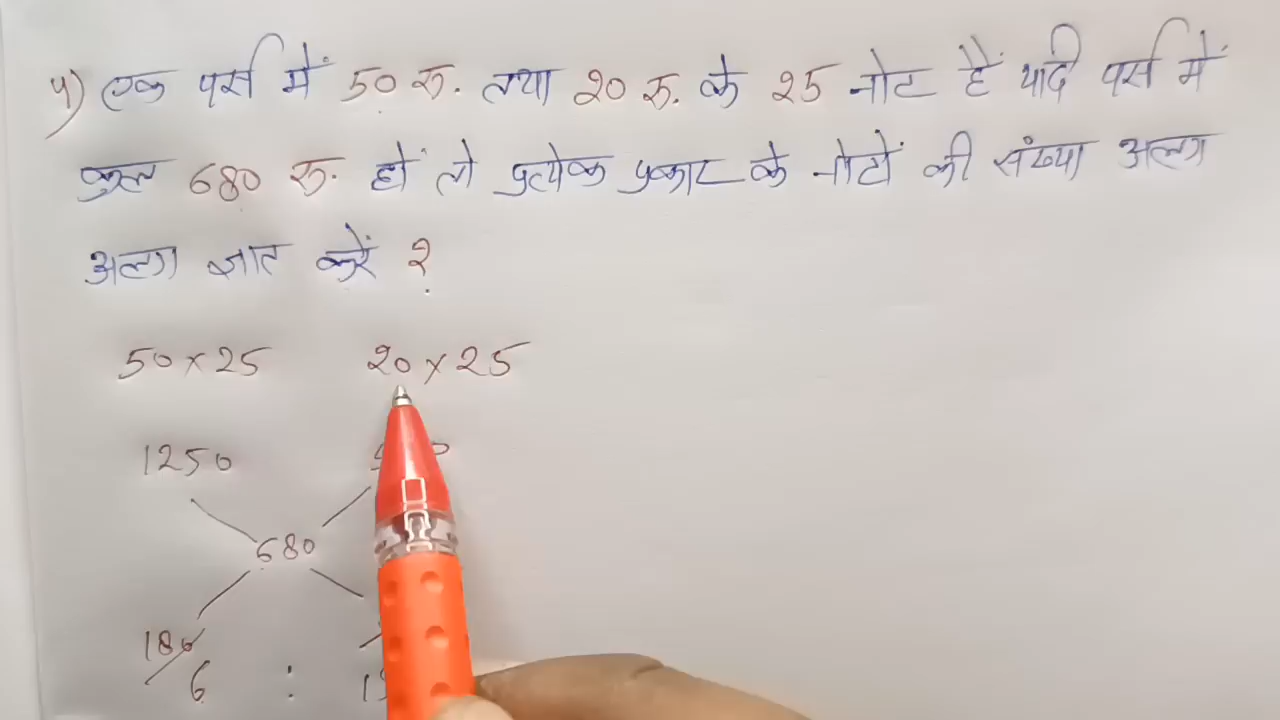 ५) एक पर्स में 50 रु. तथा 20 रु. के 25 नोट हैं यदि पर्स में
कुल 680 रु. हों तो प्रत्येक प्रकार के नोटों की संख्या अलग
अलग ज्ञात करें ?
50 x 25 20 x 25
1250
680
180
6 :